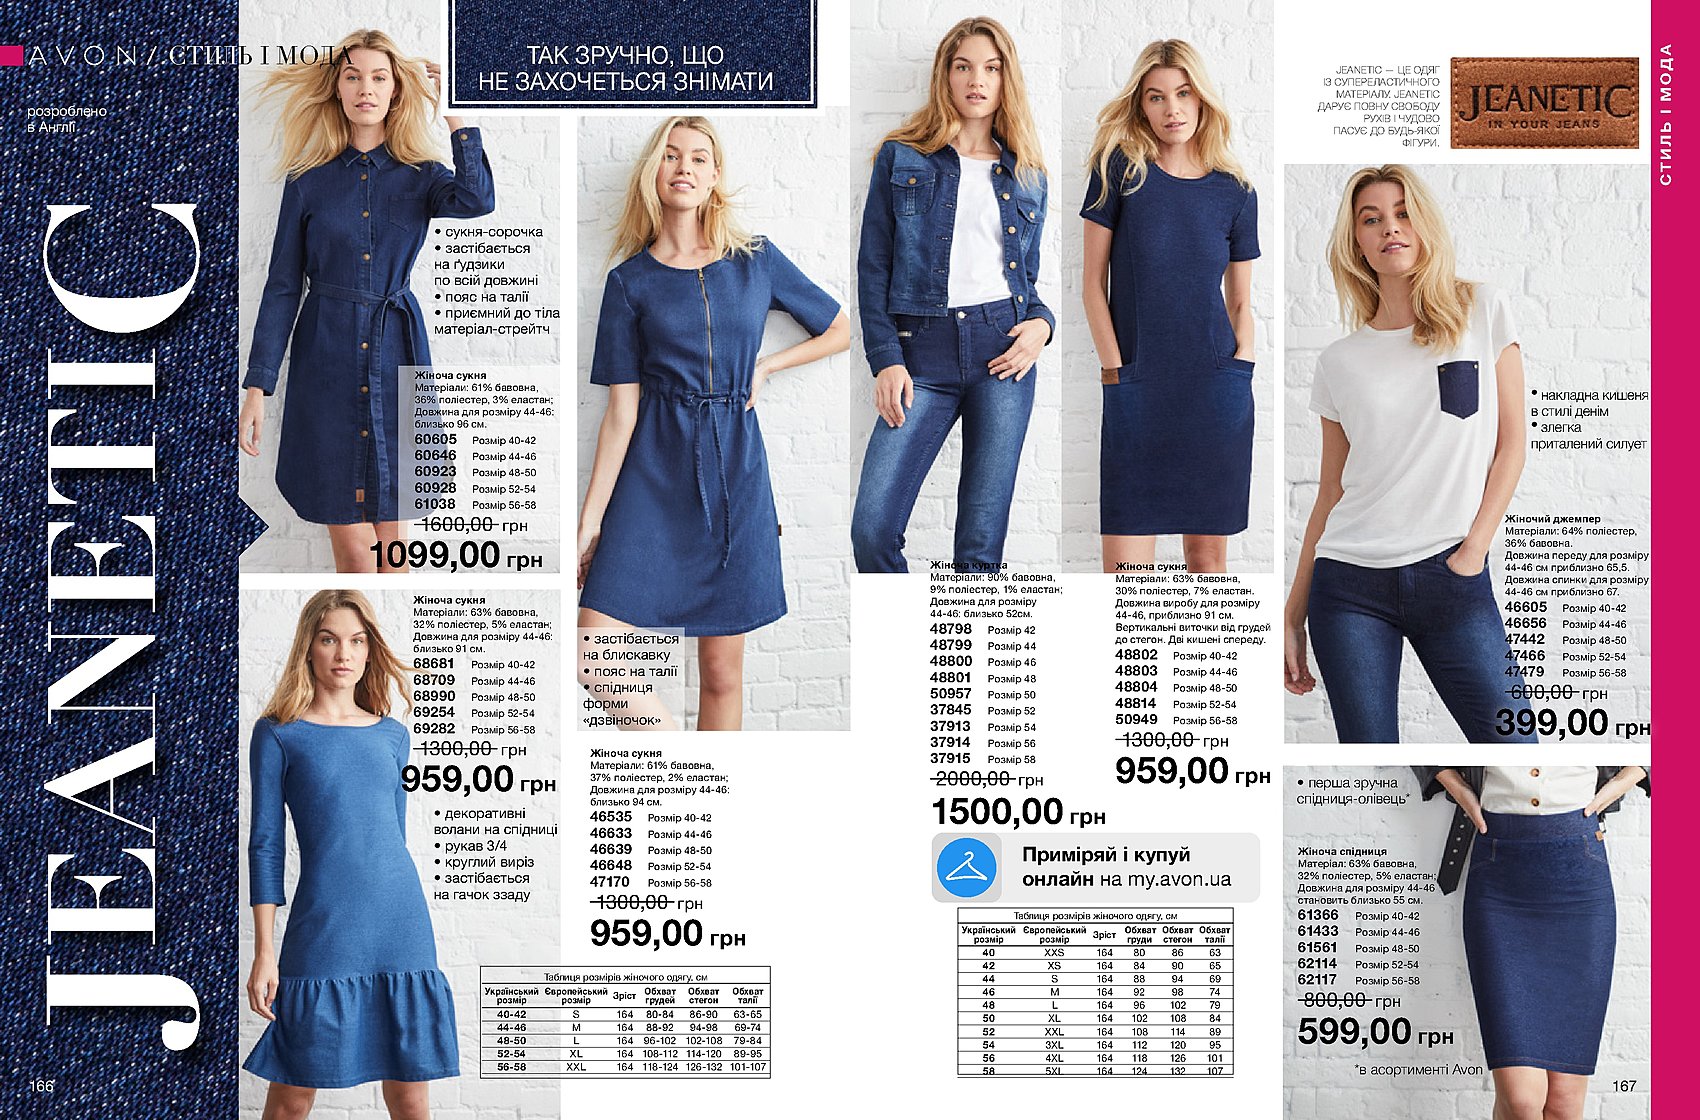 AVON / СТИЛЬ І МОДА
розроблено
в Англії
JEANETIC
ТАК ЗРУЧНО, ЩО
НЕ ЗАХОЧЕТЬСЯ ЗНІМАТИ
• сукня-сорочка
• застібається
на ґудзики
по всій довжині
• пояс на талії
• приємний до тіла
матеріал-стрейтч
Жіноча сукня
Матеріали: 61% бавовна,
36% поліестер, 3% еластан;
Довжина для розміру 44-46:
близько 96 см.
60605 Розмір 40-42
60646 Розмір 44-46
60923 Розмір 48-50
60928 Розмір 52-54
61038 Розмір 56-58
1600,00 грн
1099,00 грн
Жіноча сукня
Матеріали: 63% бавовна,
32% поліестер, 5% еластан;
Довжина для розміру 44-46:
близько 91 см.
68681 Розмір 40-42
68709 Розмір 44-46
68990 Розмір 48-50
69254 Розмір 52-54
69282 Розмір 56-58
1300,00 грн
959,00 грн
• декоративні
волани на спідниці
• рукав 3/4
• круглий виріз
• застібається
на гачок ззаду
• застібається
на блискавку
• пояс на талії
• спідниця
форми
«дзвіночок»
Жіноча сукня
Матеріали: 61% бавовна,
37% поліестер, 2% еластан;
Довжина для розміру 44-46:
близько 94 см.
46535 Розмір 40-42
46633 Розмір 44-46
46639 Розмір 48-50
46648 Розмір 52-54
47170 Розмір 56-58
1300,00 грн
959,00 грн
Таблиця розмірів жіночого одягу, см
Український розмір Європейський розмір Зріст Обхват грудей Обхват стегон Обхват талії
40-42 S 164 80-84 86-90 63-65
44-46 M 164 88-92 94-98 69-74
48-50 L 164 96-102 102-108 79-84
52-54 XL 164 108-112 114-120 89-95
56-58 XXL 164 118-124 126-132 101-107
166
JEANETIC — ЦЕ ОДЯГ
ІЗ СУПЕРЕЛАСТИЧНОГО
МАТЕРІАЛУ. JEANETIC
ДАРУЄ ПОВНУ СВОБОДУ
РУХІВ І ЧУДОВО
ПАСУЄ ДО БУДЬ-ЯКОЇ
ФІГУРИ.
JEANETIC
IN YOUR JEANS
СТИЛЬ І МОДА
Жіноча куртка
Матеріали: 90% бавовна,
9% поліестер, 1% еластан;
Довжина для розміру
44-46: близько 52см.
48798 Розмір 42
48799 Розмір 44
48800 Розмір 46
48801 Розмір 48
50957 Розмір 50
37845 Розмір 52
37913 Розмір 54
37914 Розмір 56
37915 Розмір 58
2000,00 грн
1500,00 грн
Жіноча сукня
Матеріали: 63% бавовна,
30% поліестер, 7% еластан.
Довжина виробу для розміру
44-46, приблизно 91 см.
Вертикальні виточки від грудей
до стегон. Дві кишені спереду.
48802 Розмір 40-42
48803 Розмір 44-46
48804 Розмір 48-50
48814 Розмір 52-54
50949 Розмір 56-58
1300,00 грн
959,00 грн
Приміряй і купуй
онлайн на my.avon.ua
Таблиця розмірів жіночого одягу, см
Український розмір Європейський розмір Зріст Обхват груди Обхват стегон Обхват талії
40 XXS 164 80 86 63
42 XS 164 84 90 65
44 S 164 88 94 69
46 M 164 92 98 74
48 L 164 96 102 79
50 XL 164 102 108 84
52 XXL 164 108 114 89
54 3XL 164 112 120 95
56 4XL 164 118 126 101
58 5XL 164 124 132 107
• накладна кишеня
в стилі денім
• злегка
приталений силует
Жіночий джемпер
Матеріали: 64% поліестер,
36% бавовна.
Довжина переду для розміру
44-46 см приблизно 65,5.
Довжина спинки для розміру
44-46 см приблизно 67.
46605 Розмір 40-42
46656 Розмір 44-46
47442 Розмір 48-50
47466 Розмір 52-54
47479 Розмір 56-58
600,00 грн
399,00 грн
• перша зручна
спідниця-олівець*
Жіноча спідниця
Матеріал: 63% бавовна,
32% поліестер, 5% еластан;
Довжина для розміру 44-46
становить близько 55 см.
61366 Розмір 40-42
61433 Розмір 44-46
61561 Розмір 48-50
62114 Розмір 52-54
62117 Розмір 56-58
800,00 грн
599,00 грн
*в асортименті Avon
167